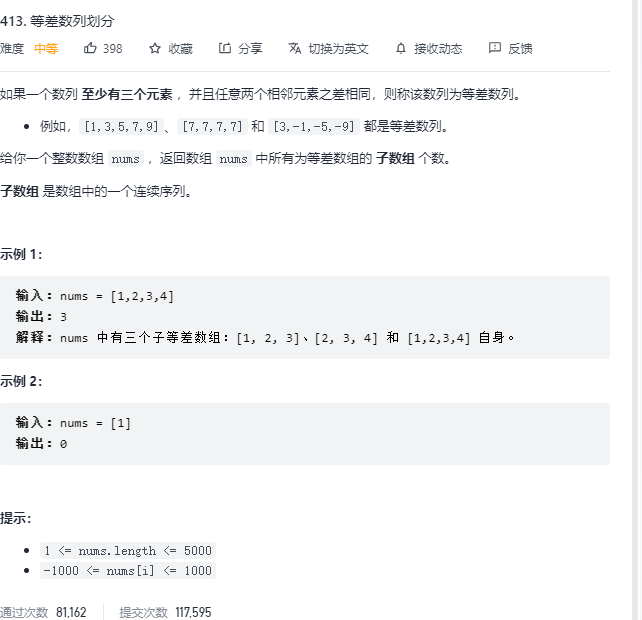 413. 等差数列划分
难度 中等 398 收藏 分享 切换为英文 接收动态 反馈
如果一个数列 至少有三个元素 ，并且任意两个相邻元素之差相同，则称该数列为等差数列。
例如，[1,3,5,7,9]、[7,7,7,7] 和 [3,-1,-5,-9] 都是等差数列。
给你一个整数数组 nums ，返回数组 nums 中所有为等差数组的 子数组 个数。
子数组 是数组中的一个连续序列。
示例 1：
输入：nums = [1,2,3,4]
输出：3
解释：nums 中有三个子等差数组：[1, 2, 3]、[2, 3, 4] 和 [1,2,3,4] 自身。
示例 2：
输入：nums = [1]
输出：0
提示：
1 <= nums.length <= 5000
-1000 <= nums[i] <= 1000
通过次数 81,162 提交次数 117,595